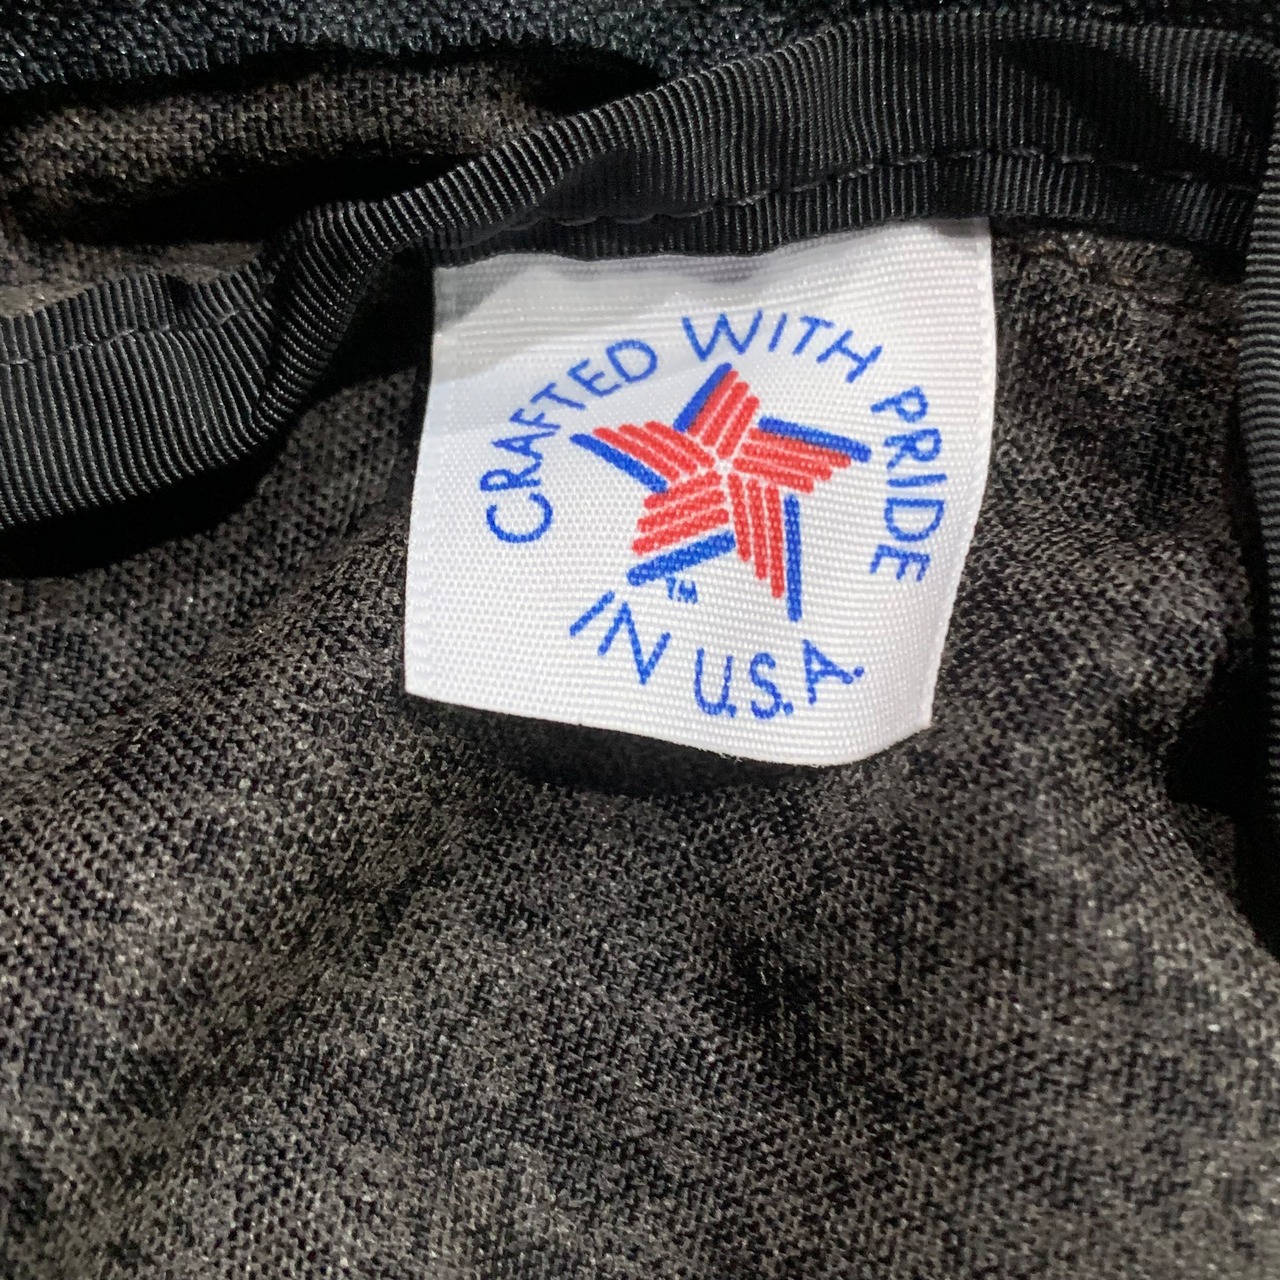 CRAFTED WITH PRIDE
IN U.S.A.
TM